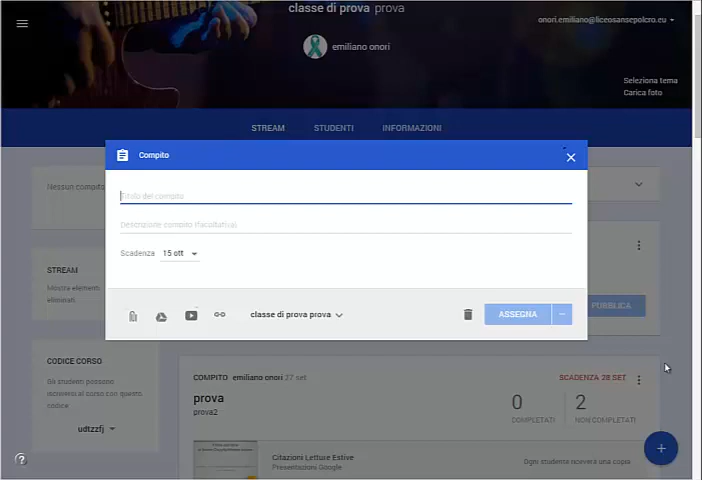 classe di prova prova
onori.emiliano@liceosansepolcro.eu
emiliano onori
Seleziona tema
Carica foto
STREAM STUDENTI INFORMAZIONI
Nessun compito
Compito
Titolo del compito
Descrizione compito (facoltativa)
Scadenza 15 ott
STREAM
Mostra elementi
eliminati.
PUBBLICA
classe di prova prova
ASSEGNA
CODICE CORSO
Gli studenti possono
iscriversi al corso con questo
codice
udtzzfj
COMPITO emiliano onori 27 set
SCADENZA 28 SET
prova
prova2
0
COMPLETATI
2
NON COMPLETATI
Citazioni Letture Estive
Presentazioni Google
Ogni studente riceverà una copia
?